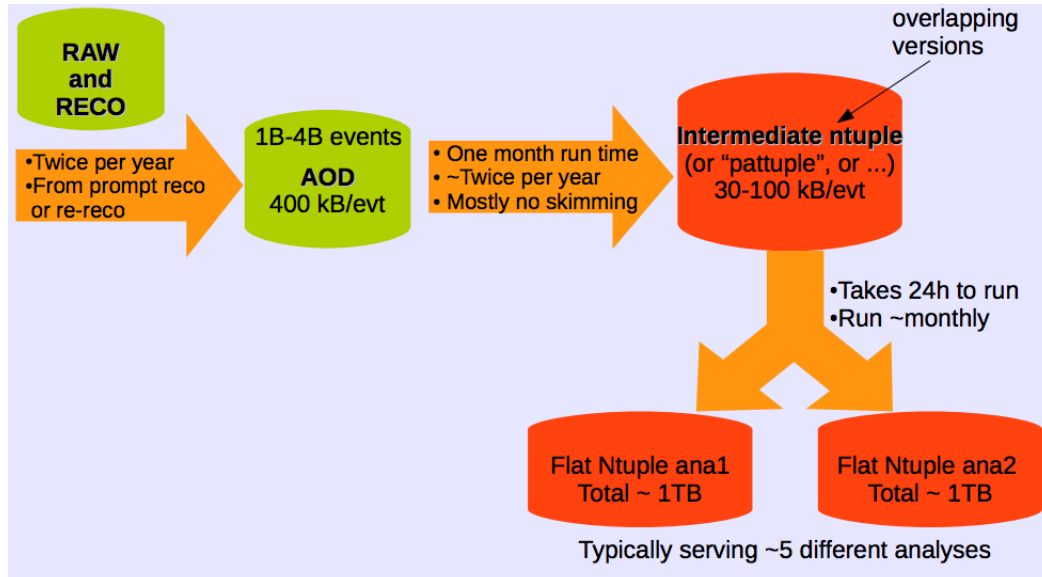 overlapping
versions
RAW
and
RECO
•Twice per year
•From prompt reco
or re-reco
1B-4B events
AOD
400 kB/evt
• One month run time
• ~Twice per year
• Mostly no skimming
Intermediate ntuple
(or “pattuple”, or ...)
30-100 kB/evt
•Takes 24h to run
•Run ~monthly
Flat Ntuple ana1
Total ~ 1TB
Flat Ntuple ana2
Total ~ 1TB
Typically serving ~5 different analyses